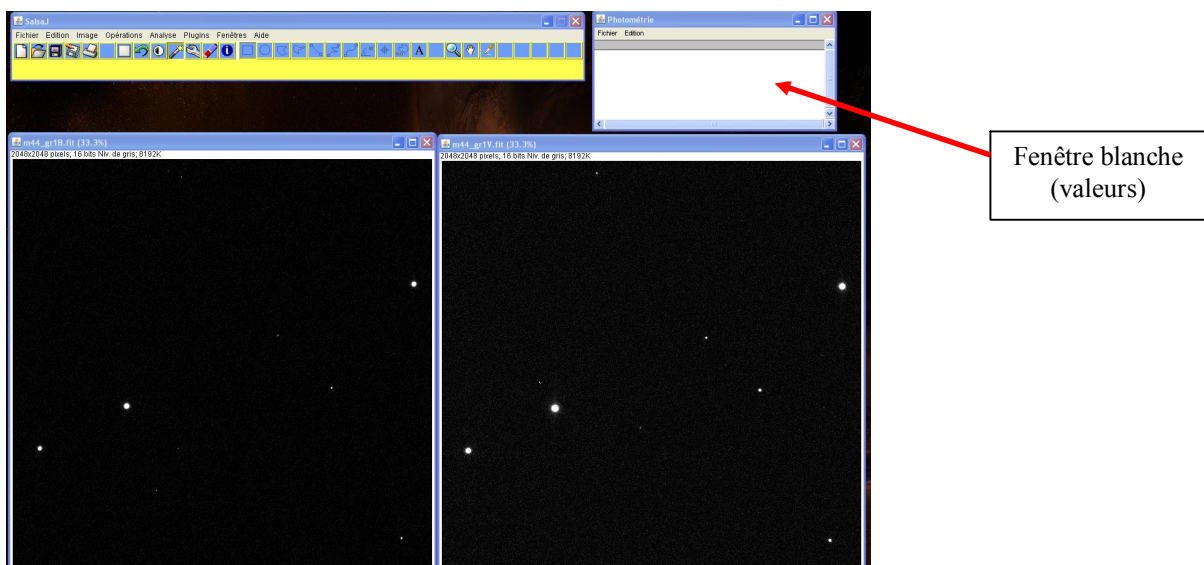 SalsaJ
Fichier Edition Image Opérations Analyse Plugins Fenêtres Aide
A
Photométrie
Fichier Edition
Fenêtre blanche
(valeurs)
m44_gr1B.fit (33.3%)
2048x2048 pixels; 16 bits Niv. de gris; 8192K
m44_gr1V.fit (33.3%)
2048x2048 pixels; 16 bits Niv. de gris; 8192K